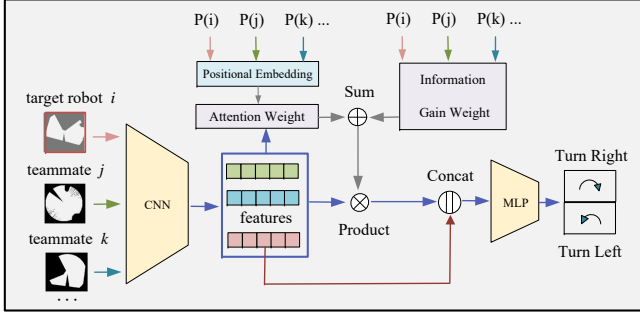 P(i) P(j) P(k) ...
P(i) P(j) P(k) ...
Positional Embedding
Attention Weight
Sum
Information
Gain Weight
target robot i
teammate j
teammate k
...
CNN
features
Product
Concat
MLP
Turn Right
Turn Left